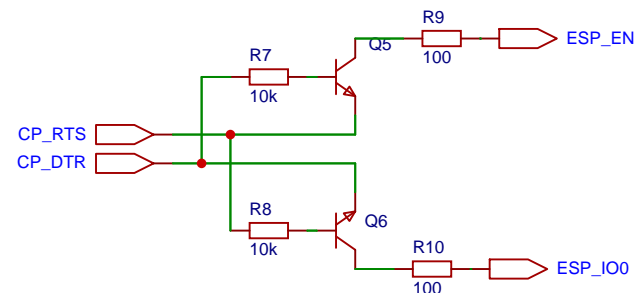 R9
ESP_EN
Q5
100
R7
10k
CP_RTS
CP_DTR
R8
Q6
10k
R10
ESP_IO0
100